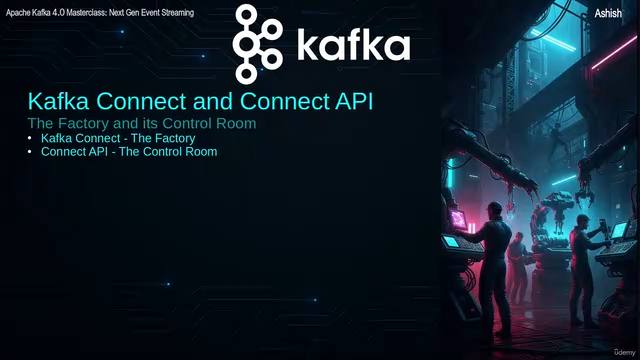 Apache Kafka 4.0 Masterclass: Next Gen Event Streaming
Ashish
kafka
Kafka Connect and Connect API
The Factory and its Control Room
• Kafka Connect - The Factory
• Connect API - The Control Room
udemy